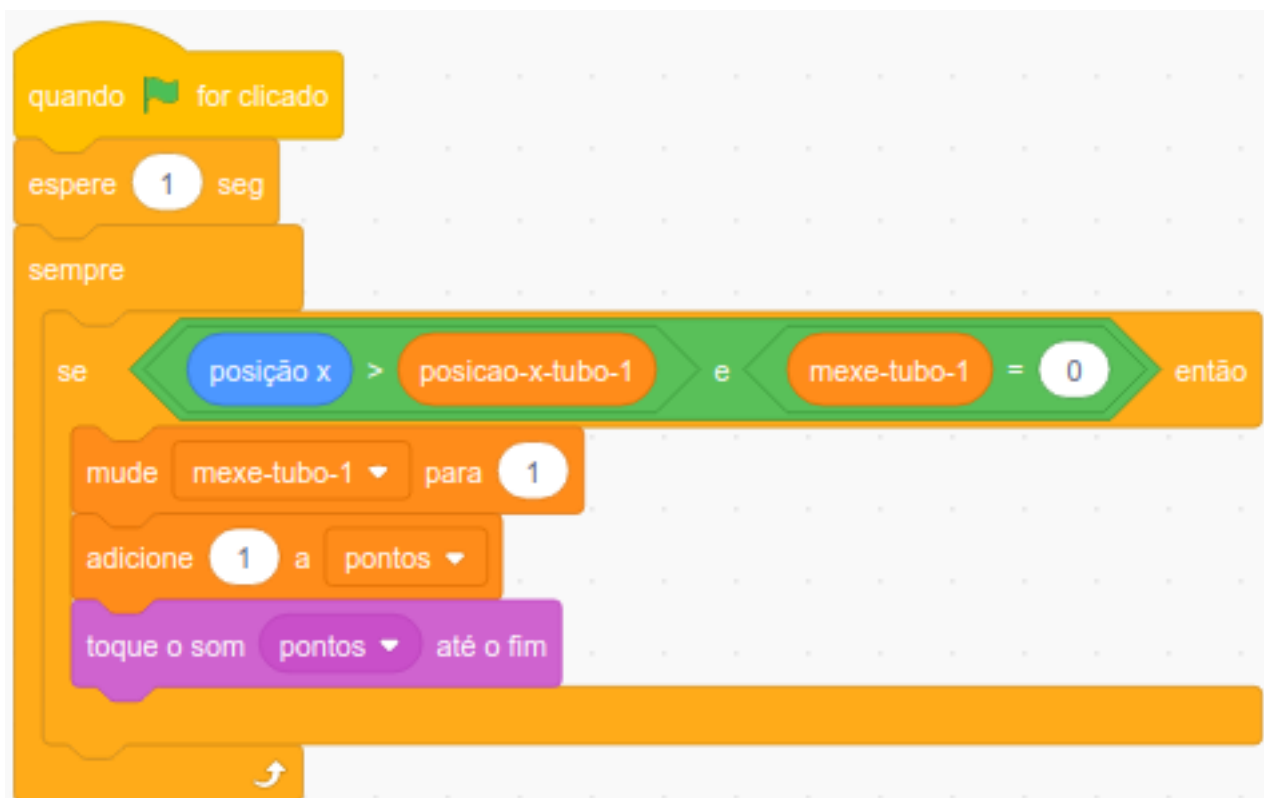 quando for clicado
espere 1 seg
sempre
se posição x > posicao-x-tubo-1 e mexe-tubo-1 = 0 então
mude mexe-tubo-1 para 1
adicione 1 a pontos
toque o som pontos até o fim